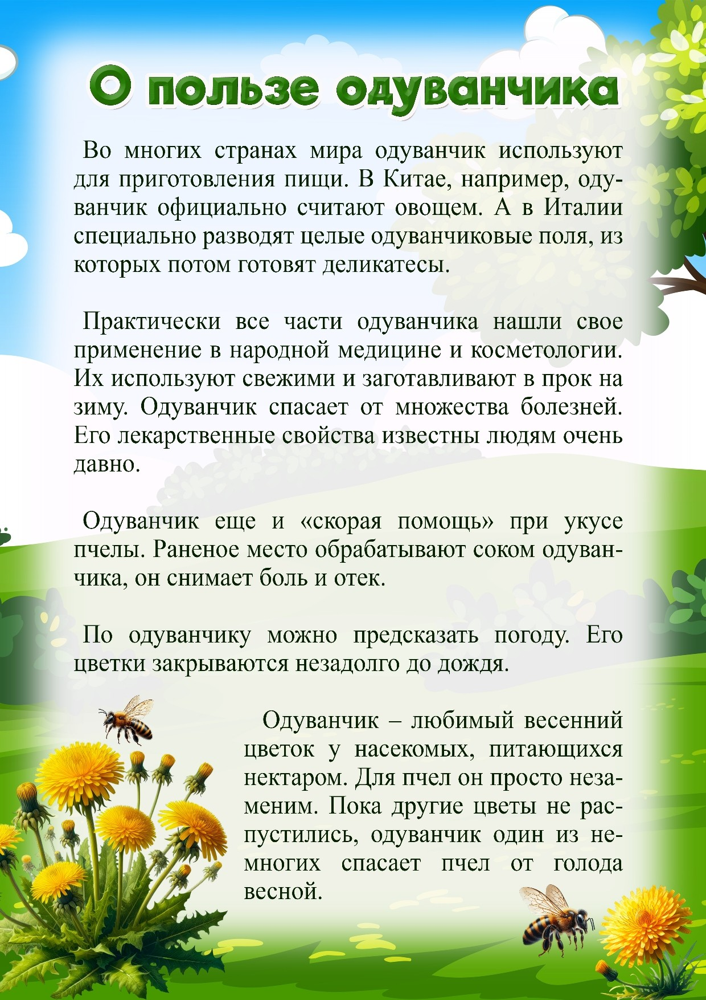 О пользе одуванчика
Во многих странах мира одуванчик используют
для приготовления пищи. В Китае, например, оду-
ванчик официально считают овощем. А в Италии
специально разводят целые одуванчиковые поля, из
которых потом готовят деликатесы.
Практически все части одуванчика нашли свое
применение в народной медицине и косметологии.
Их используют свежими и заготавливают в прок на
зиму. Одуванчик спасает от множества болезней.
Его лекарственные свойства известны людям очень
давно.
Одуванчик еще и «скорая помощь» при укусе
пчелы. Раненое место обрабатывают соком одуван-
чика, он снимает боль и отек.
По одуванчику можно предсказать погоду. Его
цветки закрываются незадолго до дождя.
Одуванчик – любимый весенний
цветок у насекомых, питающихся
нектаром. Для пчел он просто неза-
меним. Пока другие цветы не рас-
пустились, одуванчик один из не-
многих спасает пчел от голода
весной.